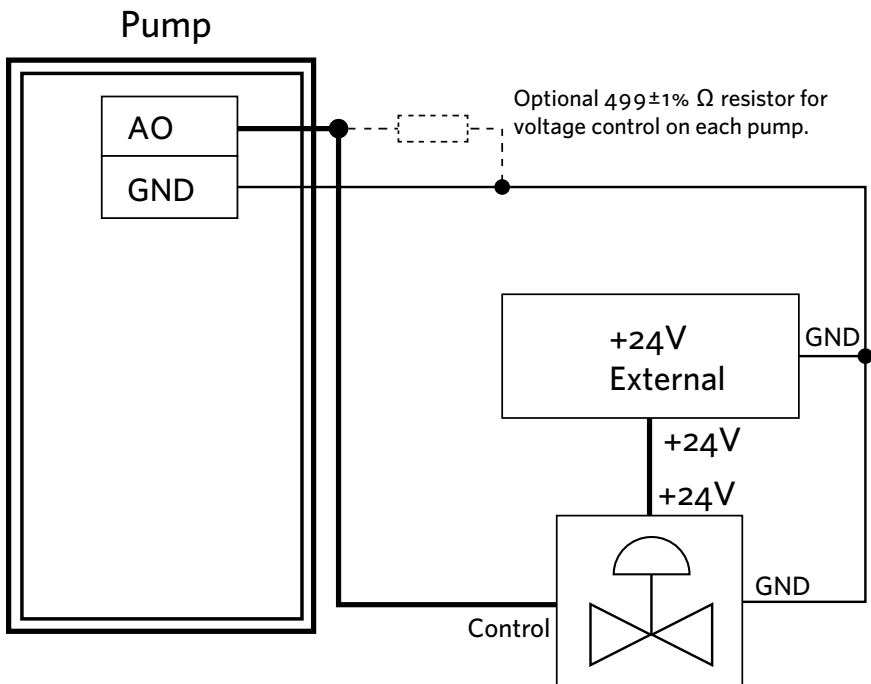 Pump
AO
GND
Optional 499±1% Ω resistor for
voltage control on each pump.
+24V
External
GND
+24V
+24V
GND
Control